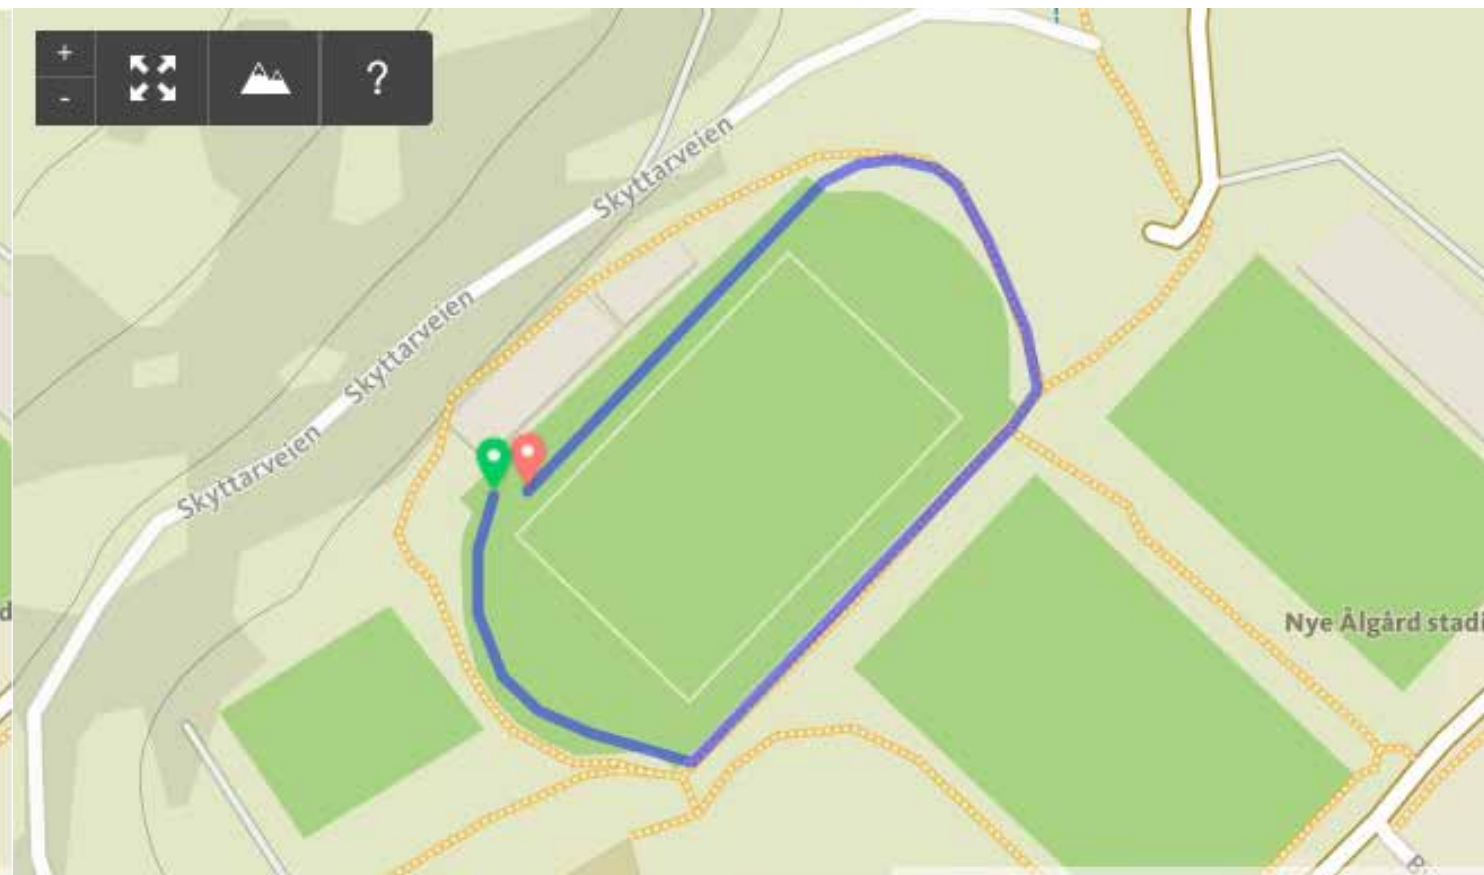 +
-
?
Skyttarveien
Skyttarveien
Skyttarveien
Nye Ålgård stadi
d